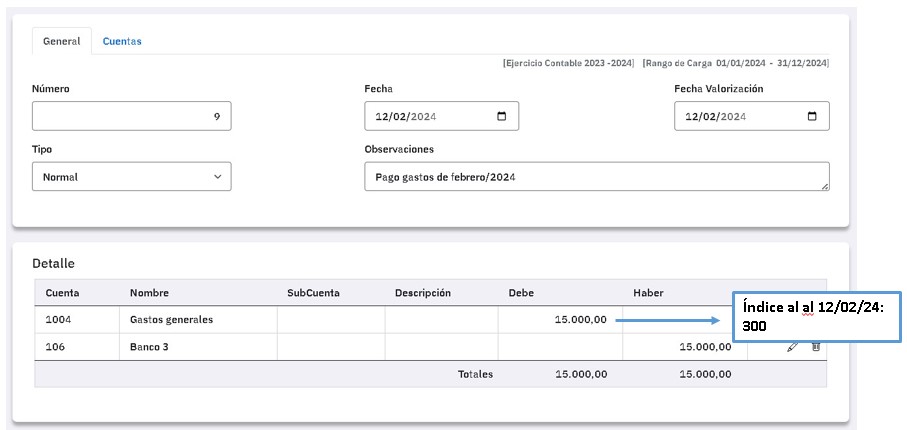 General Cuentas
[Ejercicio Contable 2023 -2024] [Rango de Carga 01/01/2024 - 31/12/2024]
Número Fecha Fecha Valorización
9 12/02/2024 12/02/2024
Tipo Observaciones
Normal Pago gastos de febrero/2024
Detalle
Cuenta Nombre SubCuenta Descripción Debe Haber
1004 Gastos generales 15.000,00
Índice al al 12/02/24:
300
106 Banco 3 15.000,00
Totales 15.000,00 15.000,00